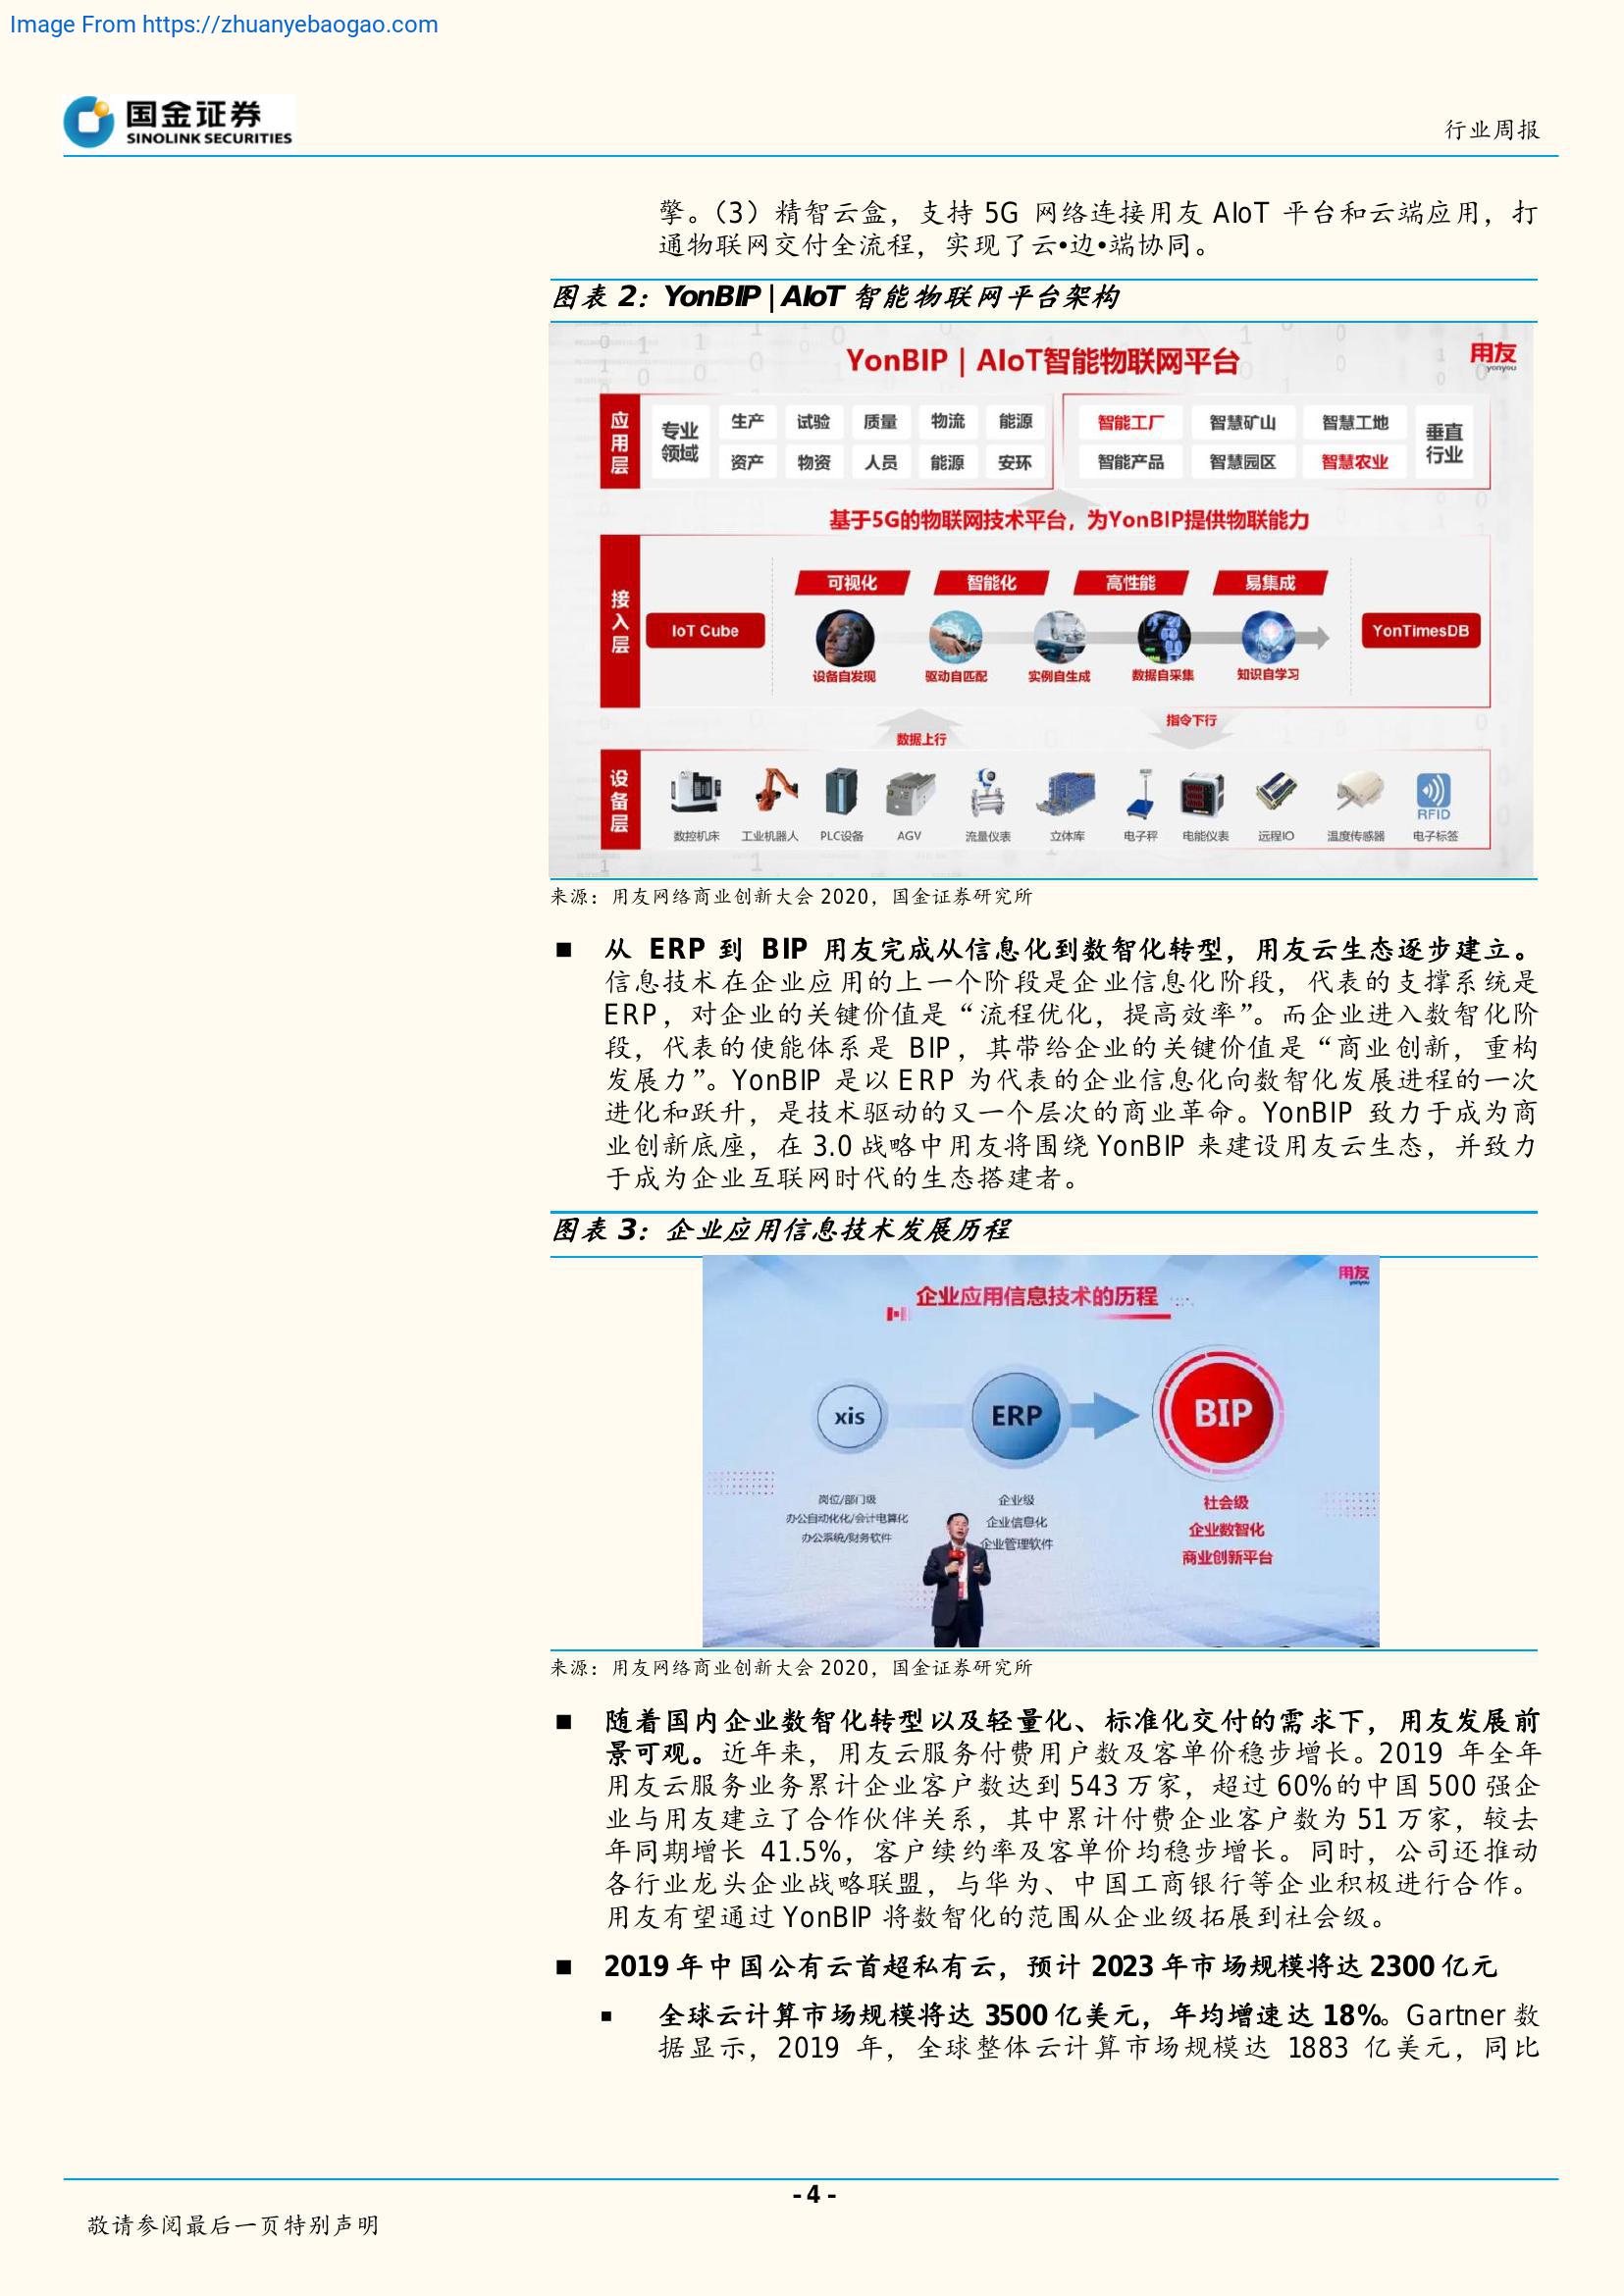 Image From https://zhuanyebaogao.com
国金证券
SINOLINK SECURITIES
行业周报
擎。（3）精智云盒，支持 5G 网络连接用友 AIoT 平台和云端应用，打
通物联网交付全流程，实现了云•边•端协同。
图表 2：YonBIP | AIoT 智能物联网平台架构
YonBIP | AIoT智能物联网平台
用友
yonyou
应用层
专业领域
生产 试验 质量 物流 能源
资产 物资 人员 能源 安环
智能工厂 智慧矿山 智慧工地
智能产品 智慧园区 智慧农业
垂直行业
基于5G的物联网技术平台，为YonBIP提供物联能力
接入层
IoT Cube
可视化 智能化 高性能 易集成
设备自发现 驱动自匹配 实例自生成 数据自采集 知识自学习
YonTimesDB
数据上行
指令下行
设备层
RFID
数控机床 工业机器人 PLC设备 AGV 流量仪表 立体库 电子秤 电能仪表 远程IO 温度传感器 电子标签
来源：用友网络商业创新大会 2020，国金证券研究所
■ 从 ERP 到 BIP 用友完成从信息化到数智化转型，用友云生态逐步建立。
信息技术在企业应用的上一个阶段是企业信息化阶段，代表的支撑系统是
ERP，对企业的关键价值是“流程优化，提高效率”。而企业进入数智化阶
段，代表的使能体系是 BIP，其带给企业的关键价值是“商业创新，重构
发展力”。YonBIP 是以 ERP 为代表的企业信息化向数智化发展进程的一次
进化和跃升，是技术驱动的又一个层次的商业革命。YonBIP 致力于成为商
业创新底座，在 3.0 战略中用友将围绕 YonBIP 来建设用友云生态，并致力
于成为企业互联网时代的生态搭建者。
图表 3：企业应用信息技术发展历程
用友
yonyou
企业应用信息技术的历程
xis ERP BIP
岗位/部门级
办公自动化化/会计电算化
办公系统/财务软件
企业级
企业信息化
企业管理软件
社会级
企业数智化
商业创新平台
来源：用友网络商业创新大会 2020，国金证券研究所
■ 随着国内企业数智化转型以及轻量化、标准化交付的需求下，用友发展前
景可观。近年来，用友云服务付费用户数及客单价稳步增长。2019 年全年
用友云服务业务累计企业客户数达到 543 万家，超过 60%的中国 500 强企
业与用友建立了合作伙伴关系，其中累计付费企业客户数为 51 万家，较去
年同期增长 41.5%，客户续约率及客单价均稳步增长。同时，公司还推动
各行业龙头企业战略联盟，与华为、中国工商银行等企业积极进行合作。
用友有望通过 YonBIP 将数智化的范围从企业级拓展到社会级。
■ 2019 年中国公有云首超私有云，预计 2023 年市场规模将达 2300 亿元
▪ 全球云计算市场规模将达 3500 亿美元，年均增速达 18%。Gartner 数
据显示，2019 年，全球整体云计算市场规模达 1883 亿美元，同比
- 4 -
敬请参阅最后一页特别声明